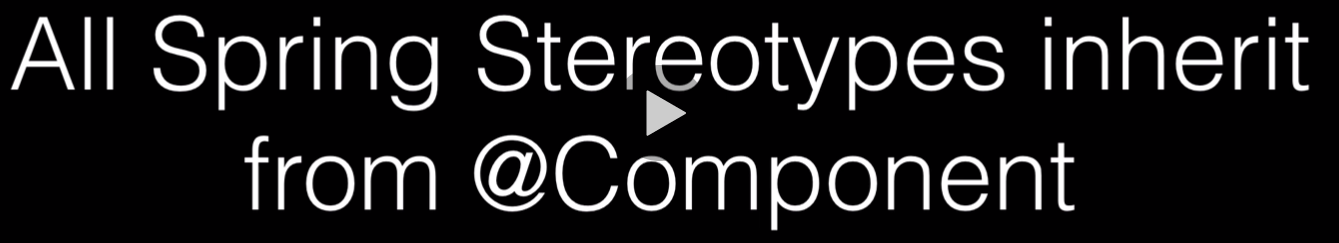 All Spring Stereotypes inherit
from @Component